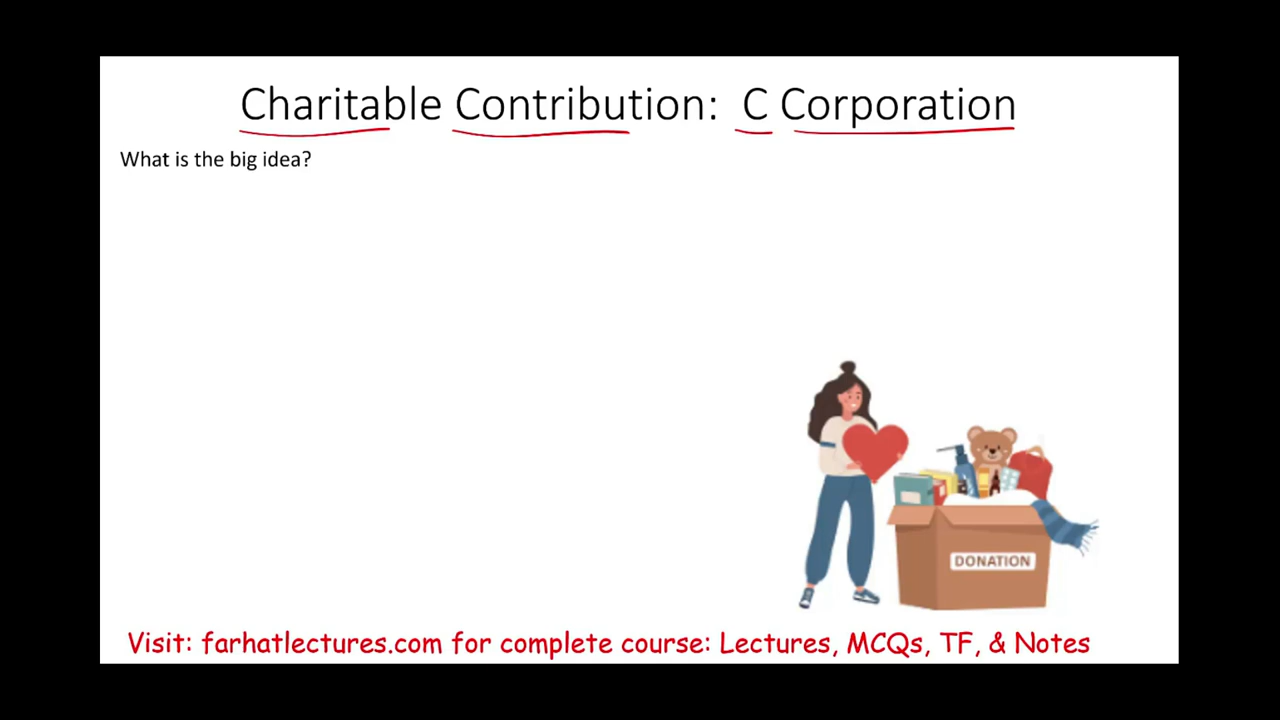 Charitable Contribution: C Corporation
What is the big idea?
DONATION
Visit: farhatlectures.com for complete course: Lectures, MCQs, TF, & Notes